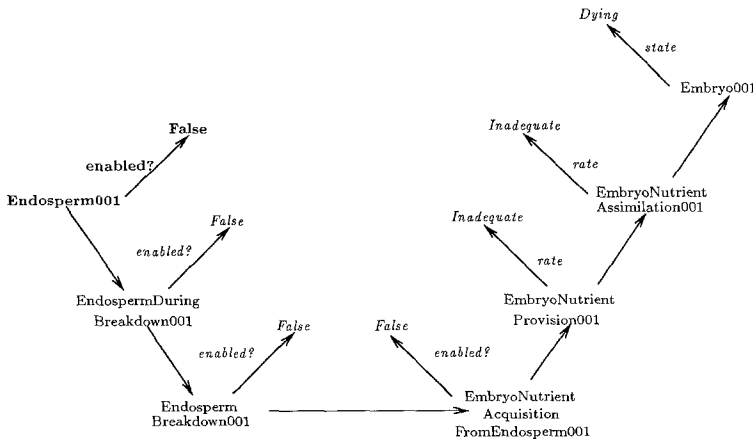 Dying
state
Embryo001
False
Inadequate
enabled?
rate
EmbryoNutrient
Assimilation001
Endosperm001
False
Inadequate
enabled?
rate
EndospermDuring
Breakdown001
EmbryoNutrient
Provision001
False
False
enabled?
enabled?
Endosperm
Breakdown001
EmbryoNutrient
Acquisition
FromEndosperm001